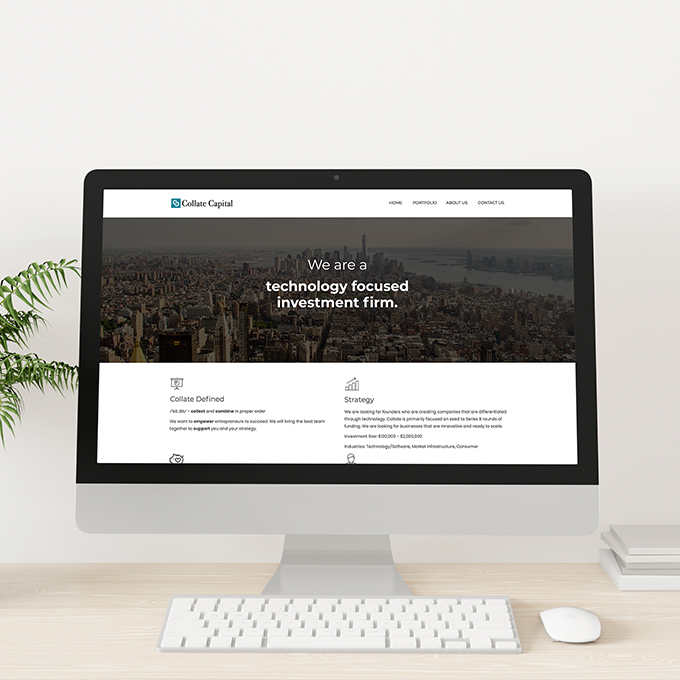 Collate Capital
HOME PORTFOLIO ABOUT US CONTACT US
We are a
technology focused
investment firm.
Collate Defined
collect and combine in proper order
We want to empower entrepreneurs to succeed. We will bring the best team
together to support you and your strategy.
Strategy
We are looking for founders who are creating companies that are differentiated
through technology. Collate is primarily focused on seed to Series B rounds of
funding. We are looking for businesses that are innovative and ready to scale.
Investment Size: $100,000 - $2,000,000
Industries: Technology/Software, Market Infrastructure, Consumer